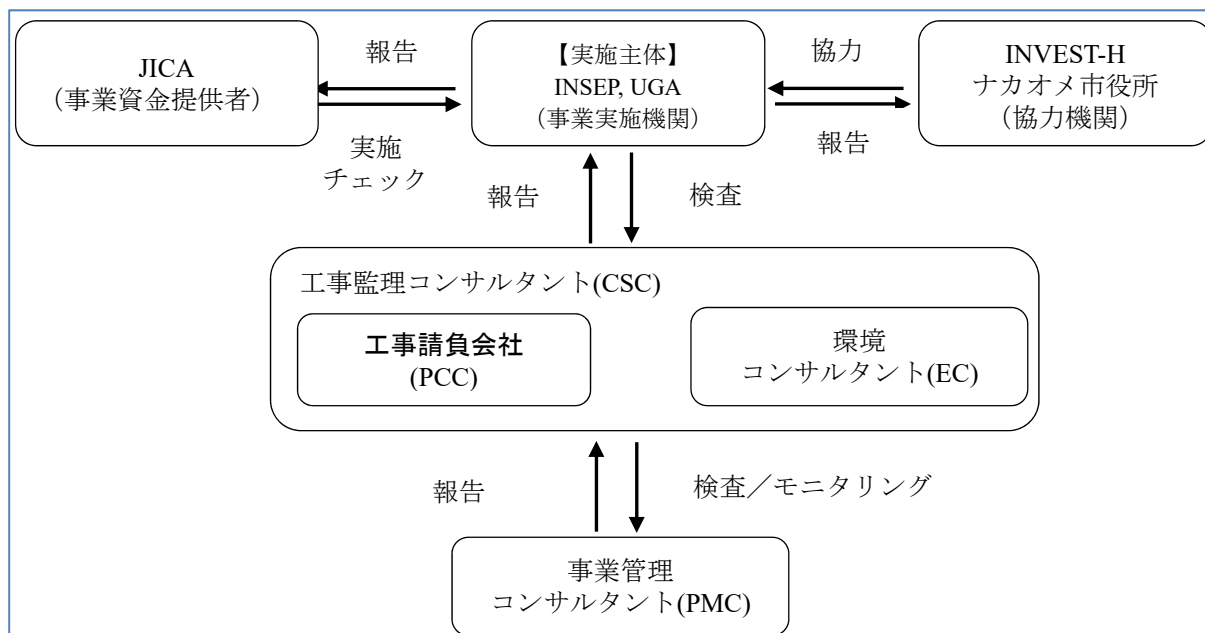 JICA
（事業資金提供者）
報告
実施
チェック
【実施主体】
INSEP, UGA
（事業実施機関）
協力
報告
INVEST-H
ナカオメ市役所
（協力機関）
報告
検査
工事監理コンサルタント(CSC)
工事請負会社
(PCC)
環境
コンサルタント(EC)
報告
検査／モニタリング
事業管理
コンサルタント(PMC)